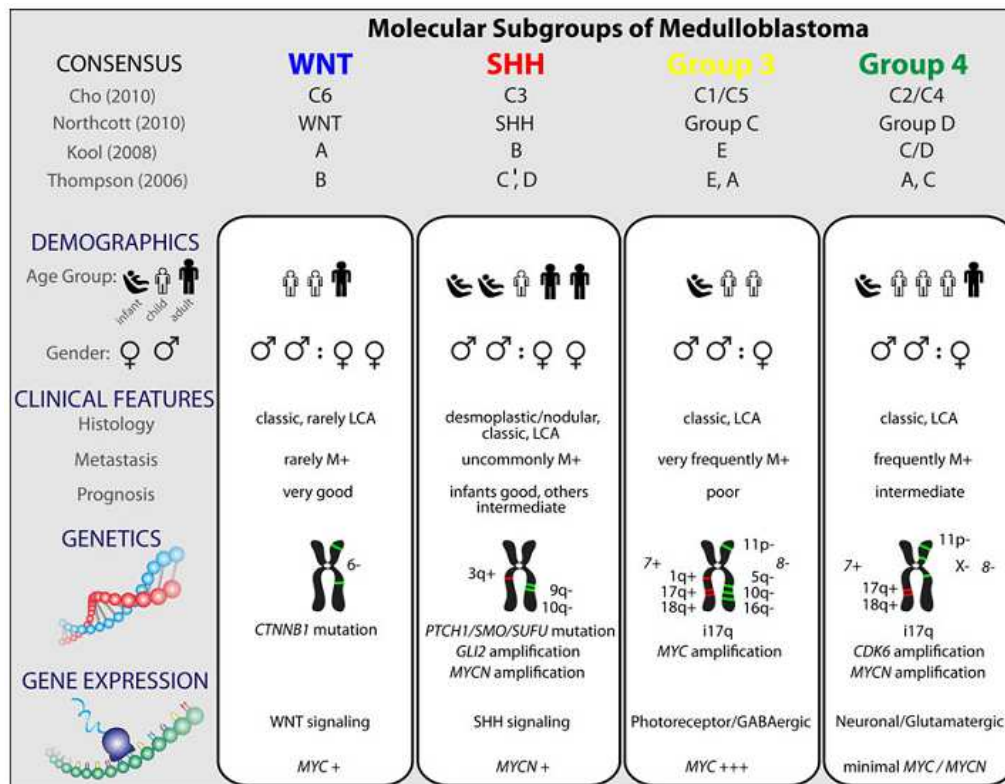 Molecular Subgroups of Medulloblastoma
CONSENSUS WNT SHH Group 3 Group 4
Cho (2010) C6 C3 C1/C5 C2/C4
Northcott (2010) WNT SHH Group C Group D
Kool (2008) A B E C/D
Thompson (2006) B C', D E, A A, C
DEMOGRAPHICS
Age Group:
infant child adult
Gender: ♀ ♂ ♂ ♂ : ♀ ♀ ♂ ♂ : ♀ ♀ ♂ ♂ : ♀ ♂ ♂ : ♀
CLINICAL FEATURES
Histology classic, rarely LCA desmoplastic/nodular, classic, LCA classic, LCA
classic, LCA
Metastasis rarely M+ uncommonly M+ very frequently M+ frequently M+
Prognosis very good infants good, others poor intermediate
intermediate
GENETICS
11p- 11p-
6- 7+ 8- 7+ X- 8-
3q+ 1q+ 5q-
9q- 17q+ 10q- 17q+
10q- 18q+ 16q- 18q+
CTNNB1 mutation PTCH1/SMO/SUFU mutation i17q i17q
GLI2 amplification MYC amplification CDK6 amplification
MYCN amplification MYCN amplification
GENE EXPRESSION
WNT signaling SHH signaling Photoreceptor/GABAergic Neuronal/Glutamatergic
MYC + MYCN + MYC +++ minimal MYC / MYCN